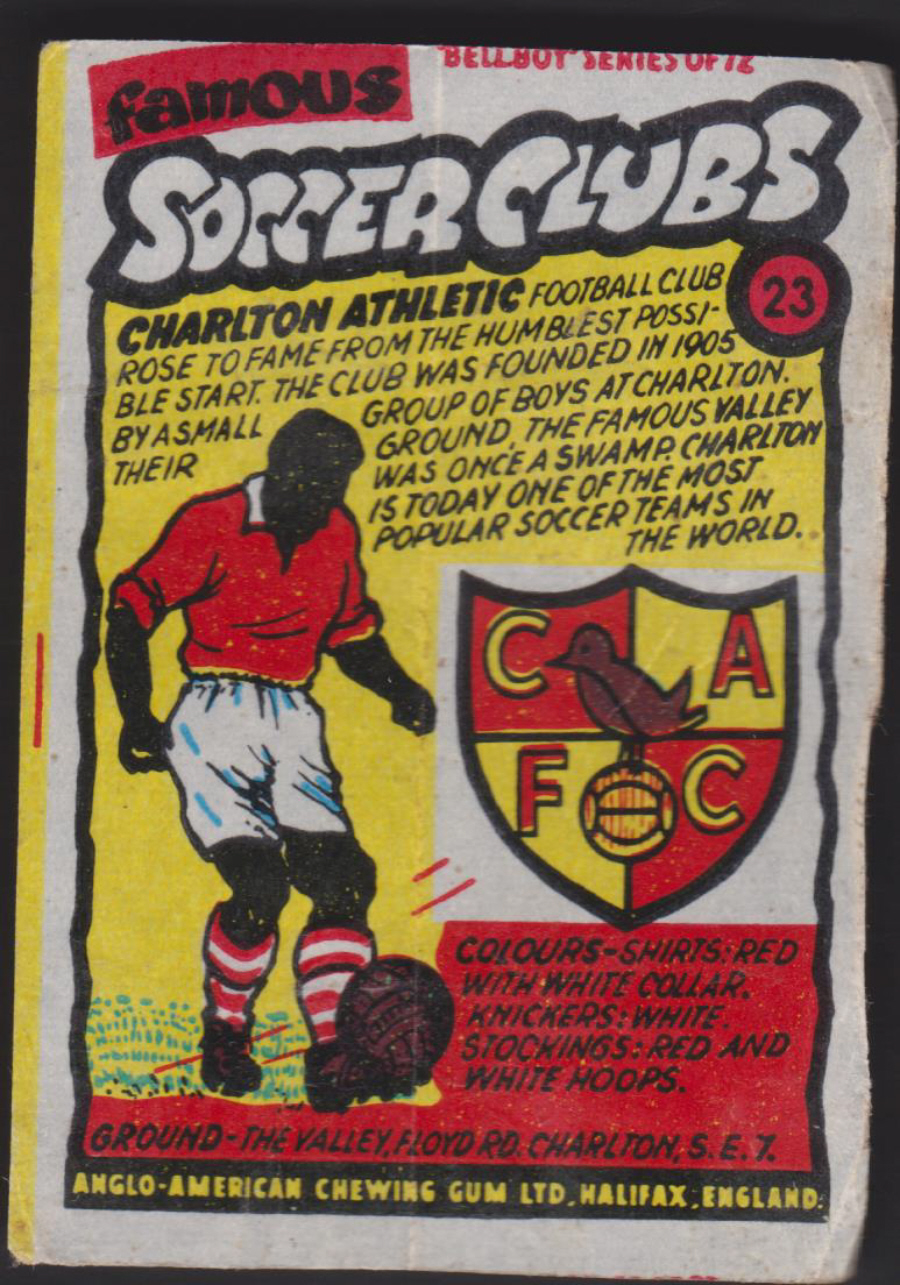 famous
"BELLBOY" SERIES OF 72
SOCCER CLUBS
23
CHARLTON ATHLETIC FOOTBALL CLUB
ROSE TO FAME FROM THE HUMBLEST POSSI-
BLE START. THE CLUB WAS FOUNDED IN 1905
BY A SMALL GROUP OF BOYS AT CHARLTON.
THEIR GROUND, THE FAMOUS VALLEY
WAS ONCE A SWAMP. CHARLTON
IS TODAY ONE OF THE MOST
POPULAR SOCCER TEAMS IN
THE WORLD.
C A
F C
COLOURS-SHIRTS: RED
WITH WHITE COLLAR.
KNICKERS: WHITE.
STOCKINGS: RED AND
WHITE HOOPS.
GROUND-THE VALLEY, FLOYD RD. CHARLTON, S.E.7.
ANGLO-AMERICAN CHEWING GUM LTD., HALIFAX, ENGLAND.